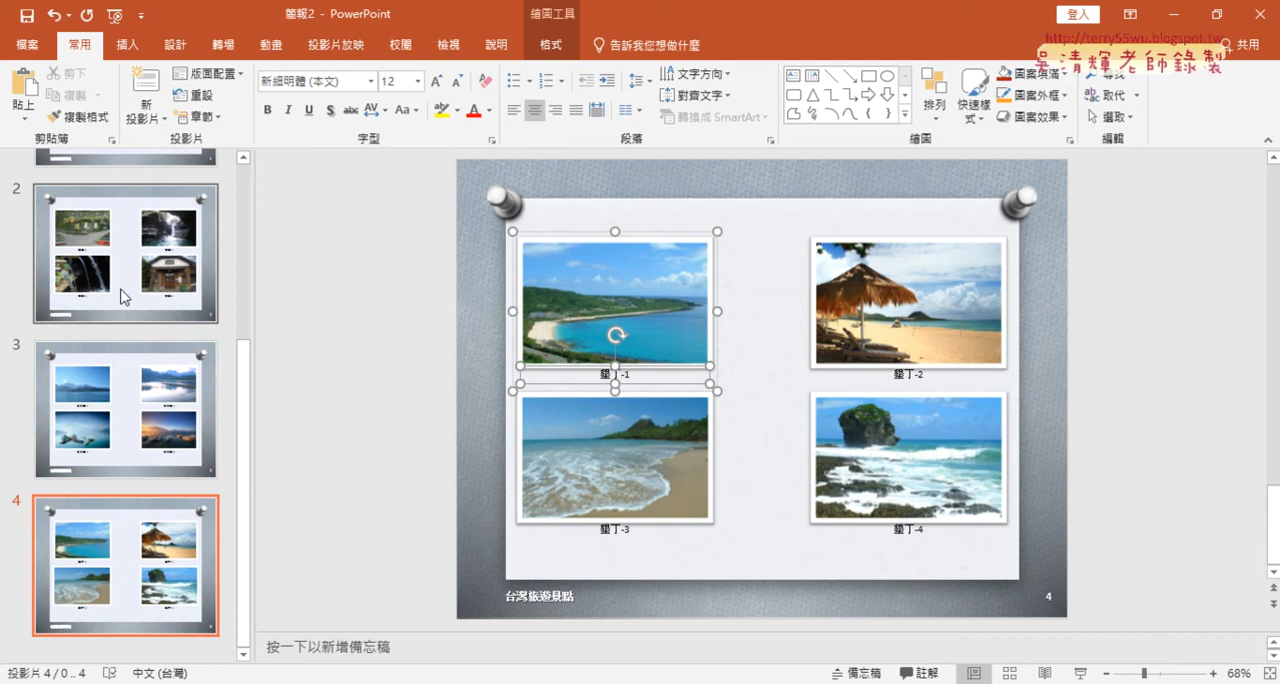 簡報2 - PowerPoint
繪圖工具
登入
檔案
常用
插入
設計
轉場
動畫
投影片放映
校閱
檢視
說明
格式
告訴我您想做什麼
共用
http://terry55wu.blogspot.tw
吳清輝老師錄製
貼上
剪下
複製
複製格式
剪貼簿
新
投影片
版面配置
重設
章節
投影片
新細明體 (本文)
12
B I U S abc AV Aa
字型
文字方向
對齊文字
轉換成 SmartArt
段落
排列
快速樣
式
圖案填滿
圖案外框
圖案效果
繪圖
尋找
取代
選取
編輯
2
3
4
墾丁-1
墾丁-2
墾丁-3
墾丁-4
台灣旅遊景點
4
按一下以新增備忘稿
投影片 4 / 0 .. 4
中文 (台灣)
備忘稿
註解
68%